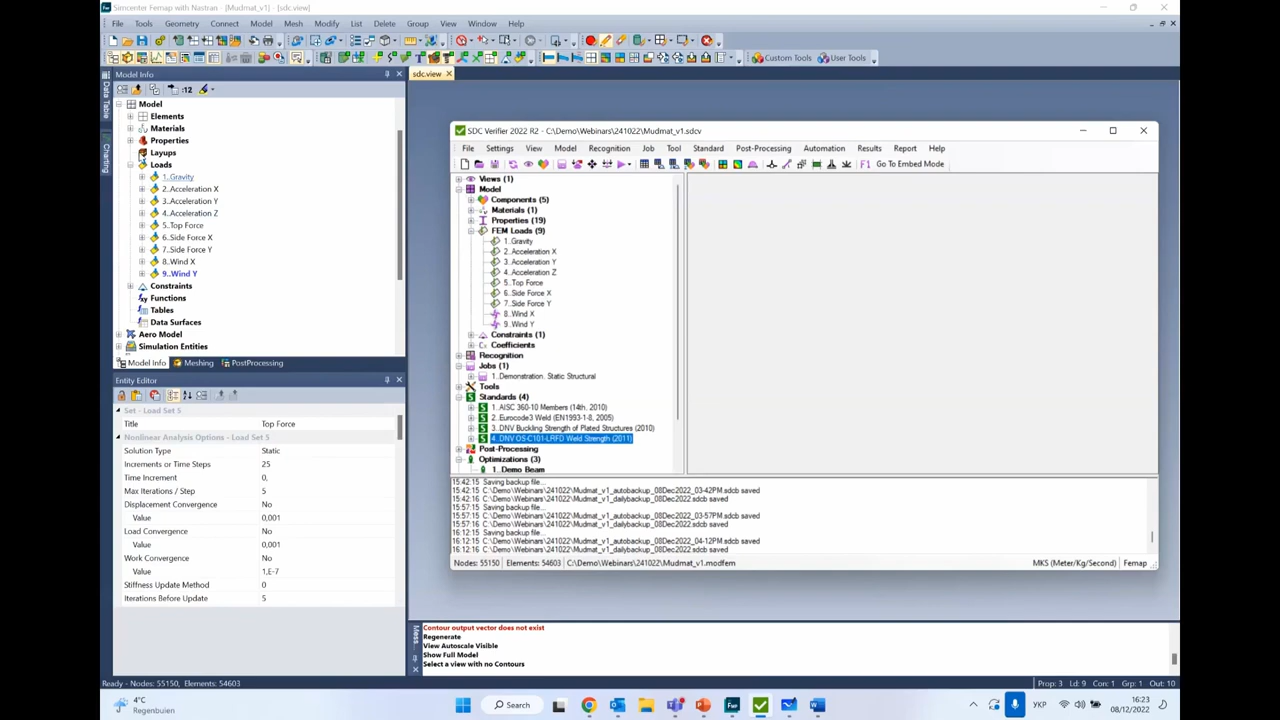 Simcenter Femap with Nastran - [Mudmat_v1] - [sdc.view]
File Tools Geometry Connect Model Mesh Modify List Delete Group View Window Help
Custom Tools User Tools
Model Info
sdc.view
:12
Data Table
Charting
Model
Elements
Materials
Properties
Layups
Loads
1..Gravity
2..Acceleration X
3..Acceleration Y
4..Acceleration Z
5..Top Force
6..Side Force X
7..Side Force Y
8..Wind X
9..Wind Y
Constraints
Functions
Tables
Data Surfaces
Aero Model
Simulation Entities
Model Info Meshing PostProcessing
Entity Editor
Set - Load Set 5
Title Top Force
Nonlinear Analysis Options - Load Set 5
Solution Type Static
Increments or Time Steps 25
Time Increment 0,
Max Iterations / Step 5
Displacement Convergence No
Value 0,001
Load Convergence No
Value 0,001
Work Convergence No
Value 1,E-7
Stiffness Update Method 0
Iterations Before Update 5
SDC Verifier 2022 R2 - C:\Demo\Webinars\241022\Mudmat_v1.sdcv
File Settings View Model Recognition Job Tool Standard Post-Processing Automation Results Report Help
F1 Go To Embed Mode
Views (1)
Model
Components (5)
Materials (1)
Properties (19)
FEM Loads (9)
1..Gravity
2..Acceleration X
3..Acceleration Y
4..Acceleration Z
5..Top Force
6..Side Force X
7..Side Force Y
8..Wind X
9..Wind Y
Constraints (1)
Coefficients
Recognition
Jobs (1)
1..Demonstration. Static Structural
Tools
Standards (4)
1..AISC 360-10 Members (14th, 2010)
2..Eurocode3 Weld (EN1993-1-8, 2005)
3..DNV Buckling Strength of Plated Structures (2010)
4..DNV OS-C101-LRFD Weld Strength (2011)
Post-Processing
Optimizations (3)
1..Demo Beam
15:42:15 Saving backup file...
15:42:15 C:\Demo\Webinars\241022\Mudmat_v1_autobackup_08Dec2022_03-42PM.sdcb saved
15:42:16 C:\Demo\Webinars\241022\Mudmat_v1_dailybackup_08Dec2022.sdcb saved
15:57:15 Saving backup file...
15:57:15 C:\Demo\Webinars\241022\Mudmat_v1_autobackup_08Dec2022_03-57PM.sdcb saved
15:57:16 C:\Demo\Webinars\241022\Mudmat_v1_dailybackup_08Dec2022.sdcb saved
16:12:15 Saving backup file...
16:12:15 C:\Demo\Webinars\241022\Mudmat_v1_autobackup_08Dec2022_04-12PM.sdcb saved
16:12:16 C:\Demo\Webinars\241022\Mudmat_v1_dailybackup_08Dec2022.sdcb saved
Nodes: 55150 Elements: 54603 C:\Demo\Webinars\241022\Mudmat_v1.modfem MKS (Meter/Kg/Second) Femap
Mess
Contour output vector does not exist
Regenerate
View Autoscale Visible
Show Full Model
Select a view with no Contours
Ready - Nodes: 55150, Elements: 54603 Prop: 3 Ld: 9 Con: 1 Grp: 1 Out: 10
4°C
Regenbuien
Search
УКР
16:23
08/12/2022